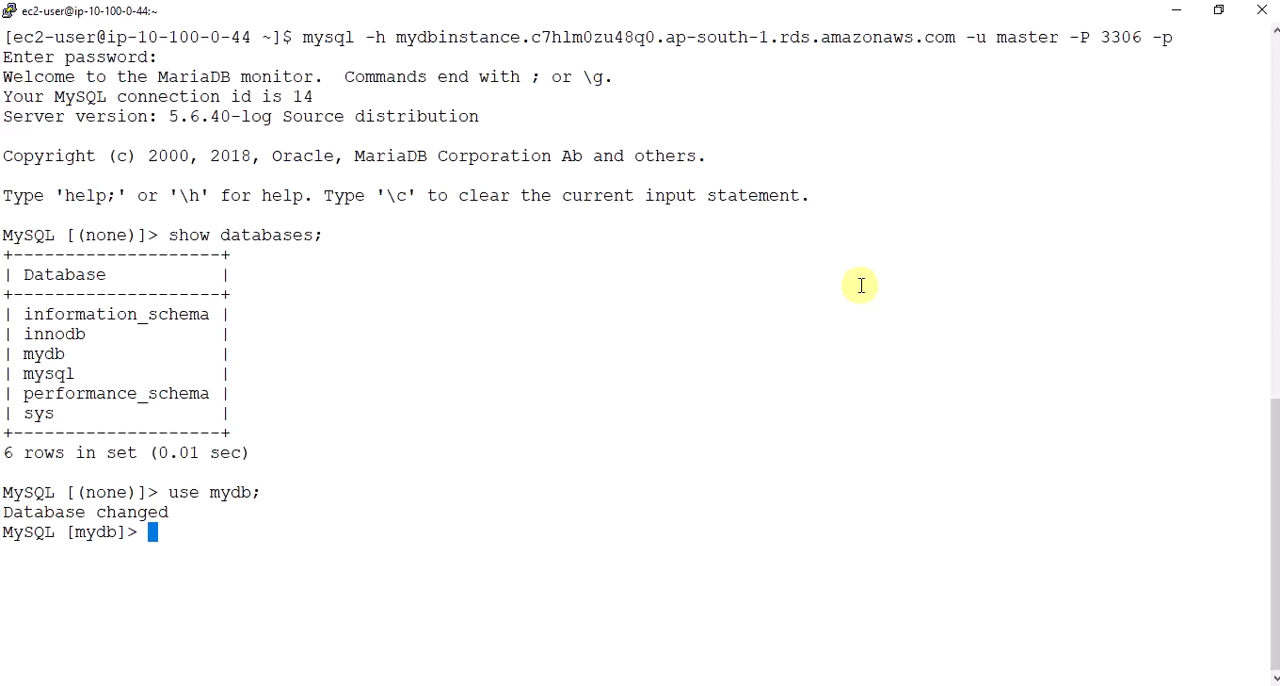 ec2-user@ip-10-100-0-44:~
[ec2-user@ip-10-100-0-44 ~]$ mysql -h mydbinstance.c7hlm0zu48q0.ap-south-1.rds.amazonaws.com -u master -P 3306 -p
Enter password:
Welcome to the MariaDB monitor.  Commands end with ; or \g.
Your MySQL connection id is 14
Server version: 5.6.40-log Source distribution
Copyright (c) 2000, 2018, Oracle, MariaDB Corporation Ab and others.
Type 'help;' or '\h' for help. Type '\c' to clear the current input statement.
MySQL [(none)]> show databases;
+--------------------+
| Database           |
+--------------------+
| information_schema |
| innodb             |
| mydb               |
| mysql              |
| performance_schema |
| sys                |
+--------------------+
6 rows in set (0.01 sec)
MySQL [(none)]> use mydb;
Database changed
MySQL [mydb]>